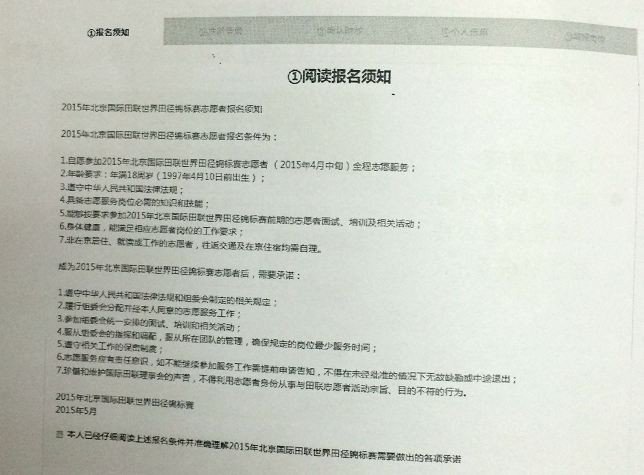 ①报名须知
①阅读报名须知
2015年北京国际田联世界田径锦标赛志愿者报名须知
2015年北京国际田联世界田径锦标赛志愿者报名条件为：
1.自愿参加2015年北京国际田联世界田径锦标赛志愿者（2015年4月中旬）全程志愿服务；
2.年龄要求：年满18周岁（1997年4月10日前出生）；
3.遵守中华人民共和国法律法规；
4.具备志愿服务岗位必需的知识和技能；
5.能够按要求参加2015年北京国际田联世界田径锦标赛前期的志愿者面试、培训及相关活动；
6.身体健康，能满足相应志愿者岗位的工作要求；
7.非在京居住、就读或工作的志愿者，往返交通及在京住宿均需自理。
成为2015年北京国际田联世界田径锦标赛志愿者后，需要承诺：
1.遵守中华人民共和国法律法规和组委会制定的相关规定；
2.履行组委会分配并经本人同意的志愿服务工作；
3.参加组委会统一安排的面试、培训和相关活动；
4.服从组委会的指挥和调配，服从所在团队的管理，确保规定的岗位最少服务时间；
5.遵守相关工作的保密制度；
6.志愿服务应有责任意识，如不能继续参加服务工作需提前申请告知，不得在未经批准的情况下无故缺勤或中途退出；
7.珍惜和维护国际田联理事会的声誉，不得利用志愿者身份从事与田联志愿者活动宗旨、目的不符的行为。
2015年北京国际田联世界田径锦标赛
2015年5月
本人已经仔细阅读上述报名条件并准确理解2015年北京国际田联世界田径锦标赛需要做出的各项承诺